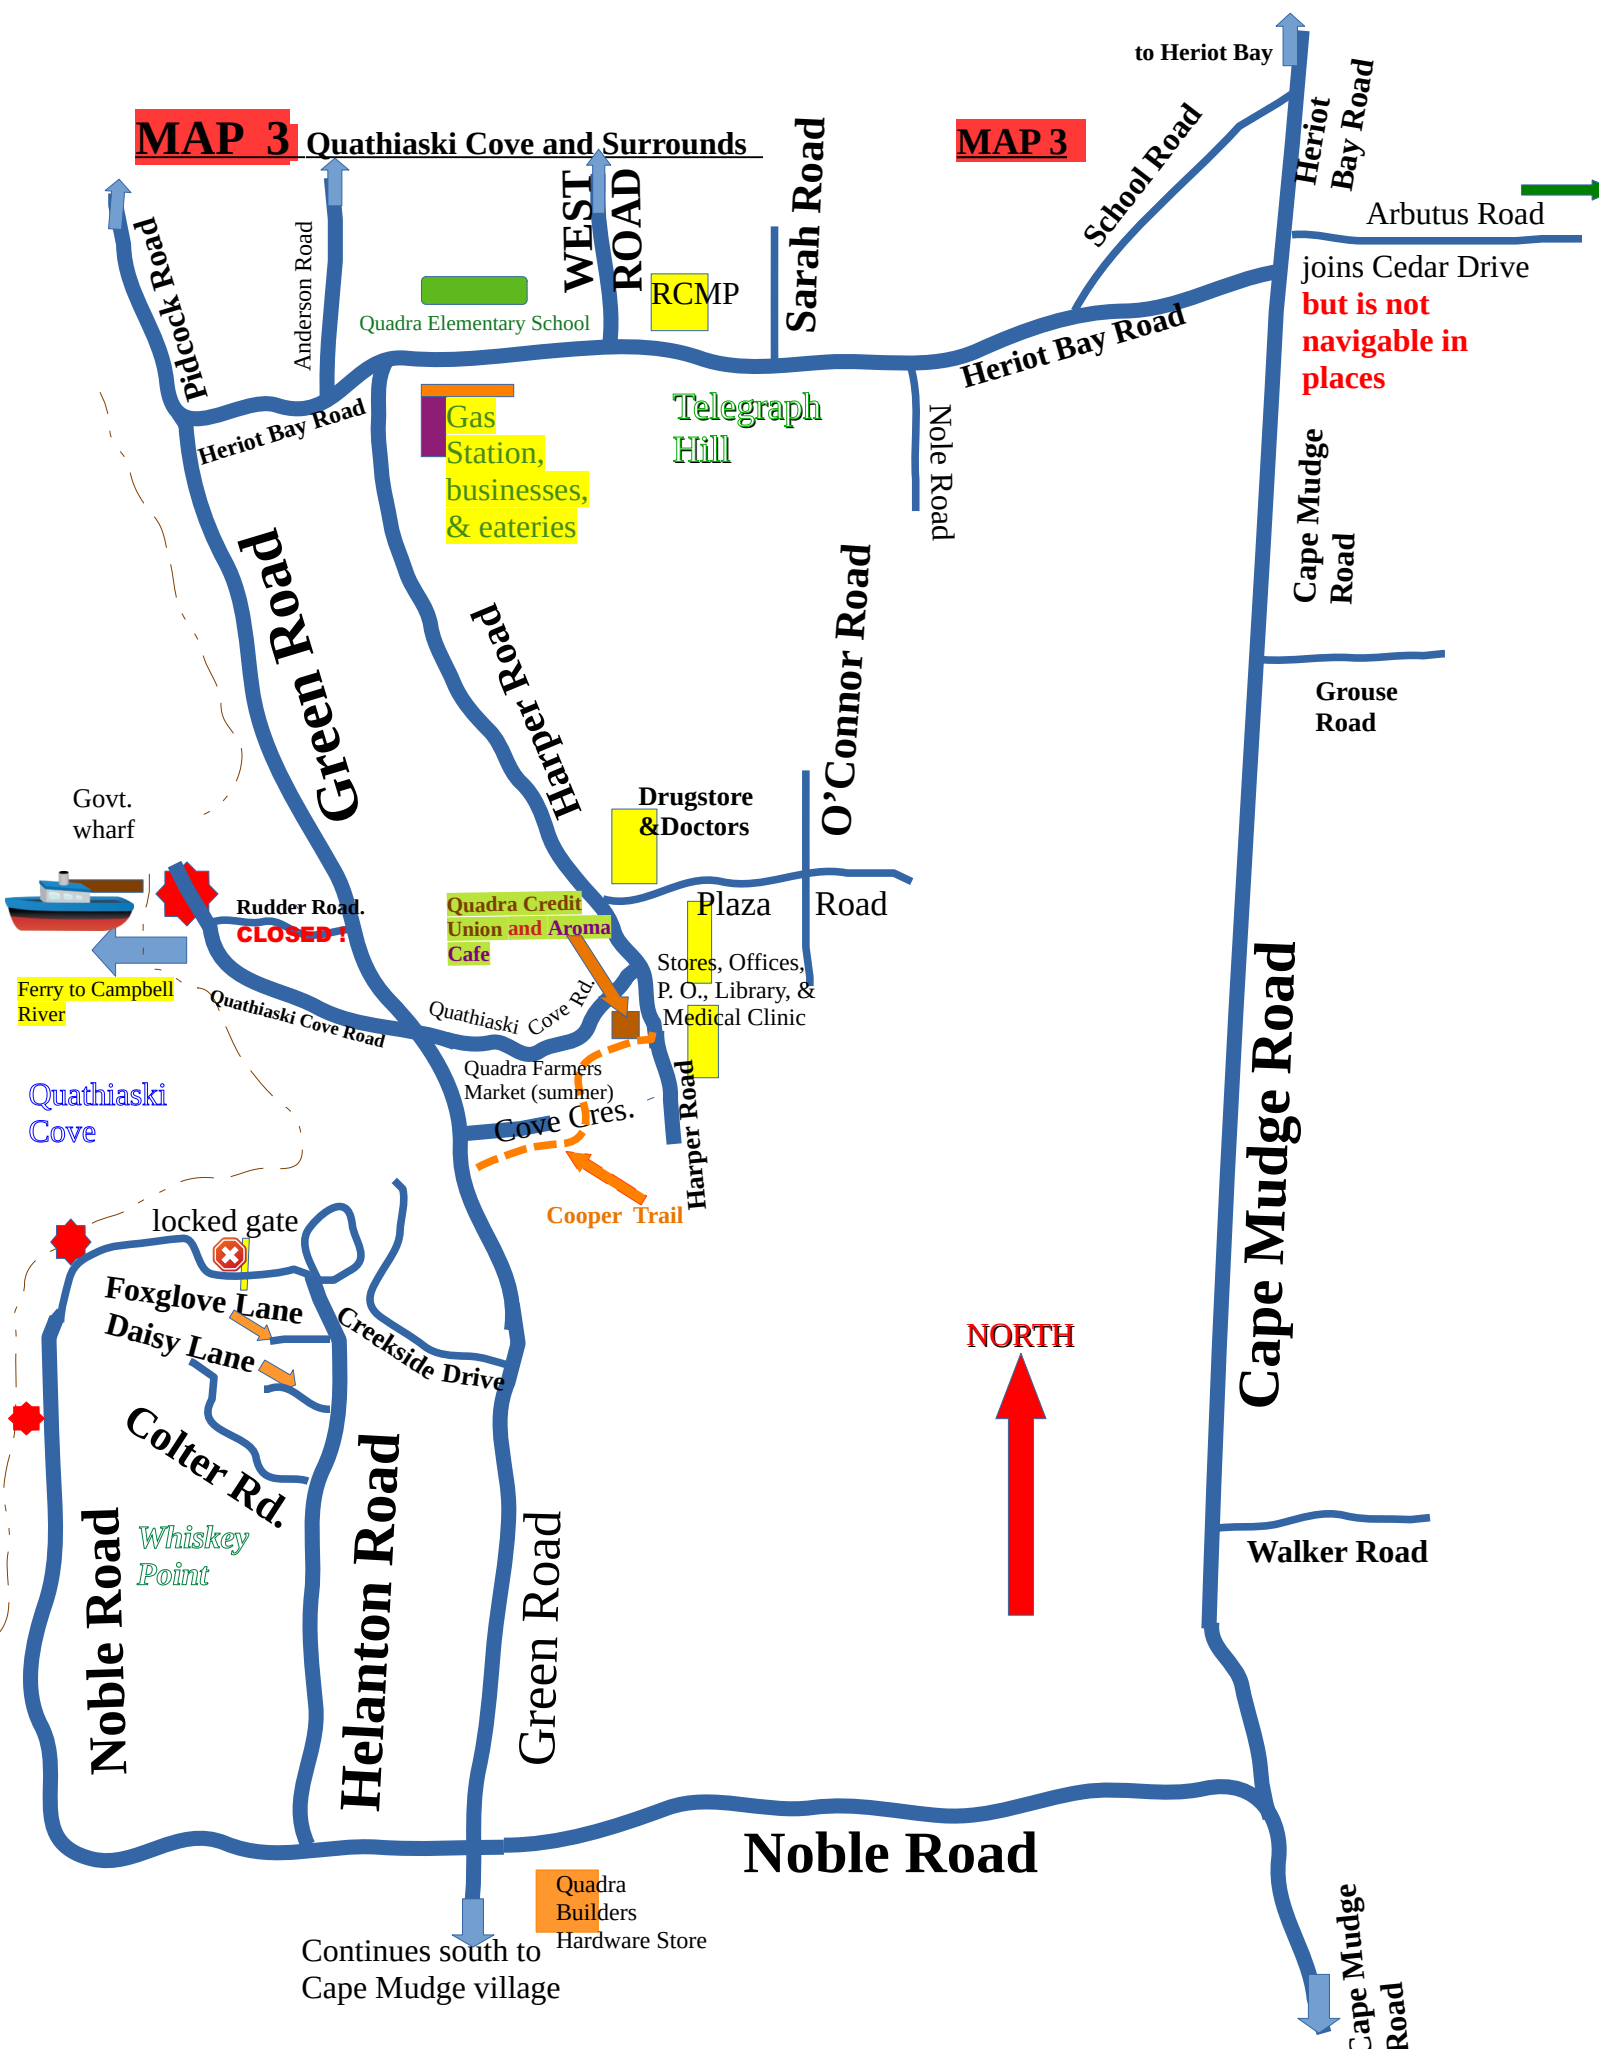 to Heriot Bay
MAP  3  Quathiaski Cove and Surrounds
MAP 3
Heriot
Bay Road
School Road
Sarah Road
WEST
ROAD
Pidcock Road
Anderson Road
Arbutus Road
joins Cedar Drive
but is not
navigable in
places
RCMP
Quadra Elementary School
Heriot Bay Road
Heriot Bay Road
Telegraph
Hill
Gas
Station,
businesses,
& eateries
Nole Road
Cape Mudge
Road
Green Road
Harper Road
O'Connor Road
Grouse
Road
Govt.
wharf
Drugstore
&Doctors
Rudder Road.
CLOSED !
Quadra Credit
Union and Aroma
Cafe
Plaza Road
Stores, Offices,
P. O., Library, &
Medical Clinic
Ferry to Campbell
River
Quathiaski Cove Road
Quathiaski Cove Rd.
Quadra Farmers
Market (summer)
Cove Cres.
Harper Road
Quathiaski
Cove
Cape Mudge Road
Cooper  Trail
locked gate
Foxglove Lane
Daisy Lane
Creekside Drive
NORTH
Colter Rd.
Whiskey
Point
Noble Road
Helanton Road
Green Road
Walker Road
Noble Road
Quadra
Builders
Hardware Store
Continues south to
Cape Mudge village
Cape Mudge
Road